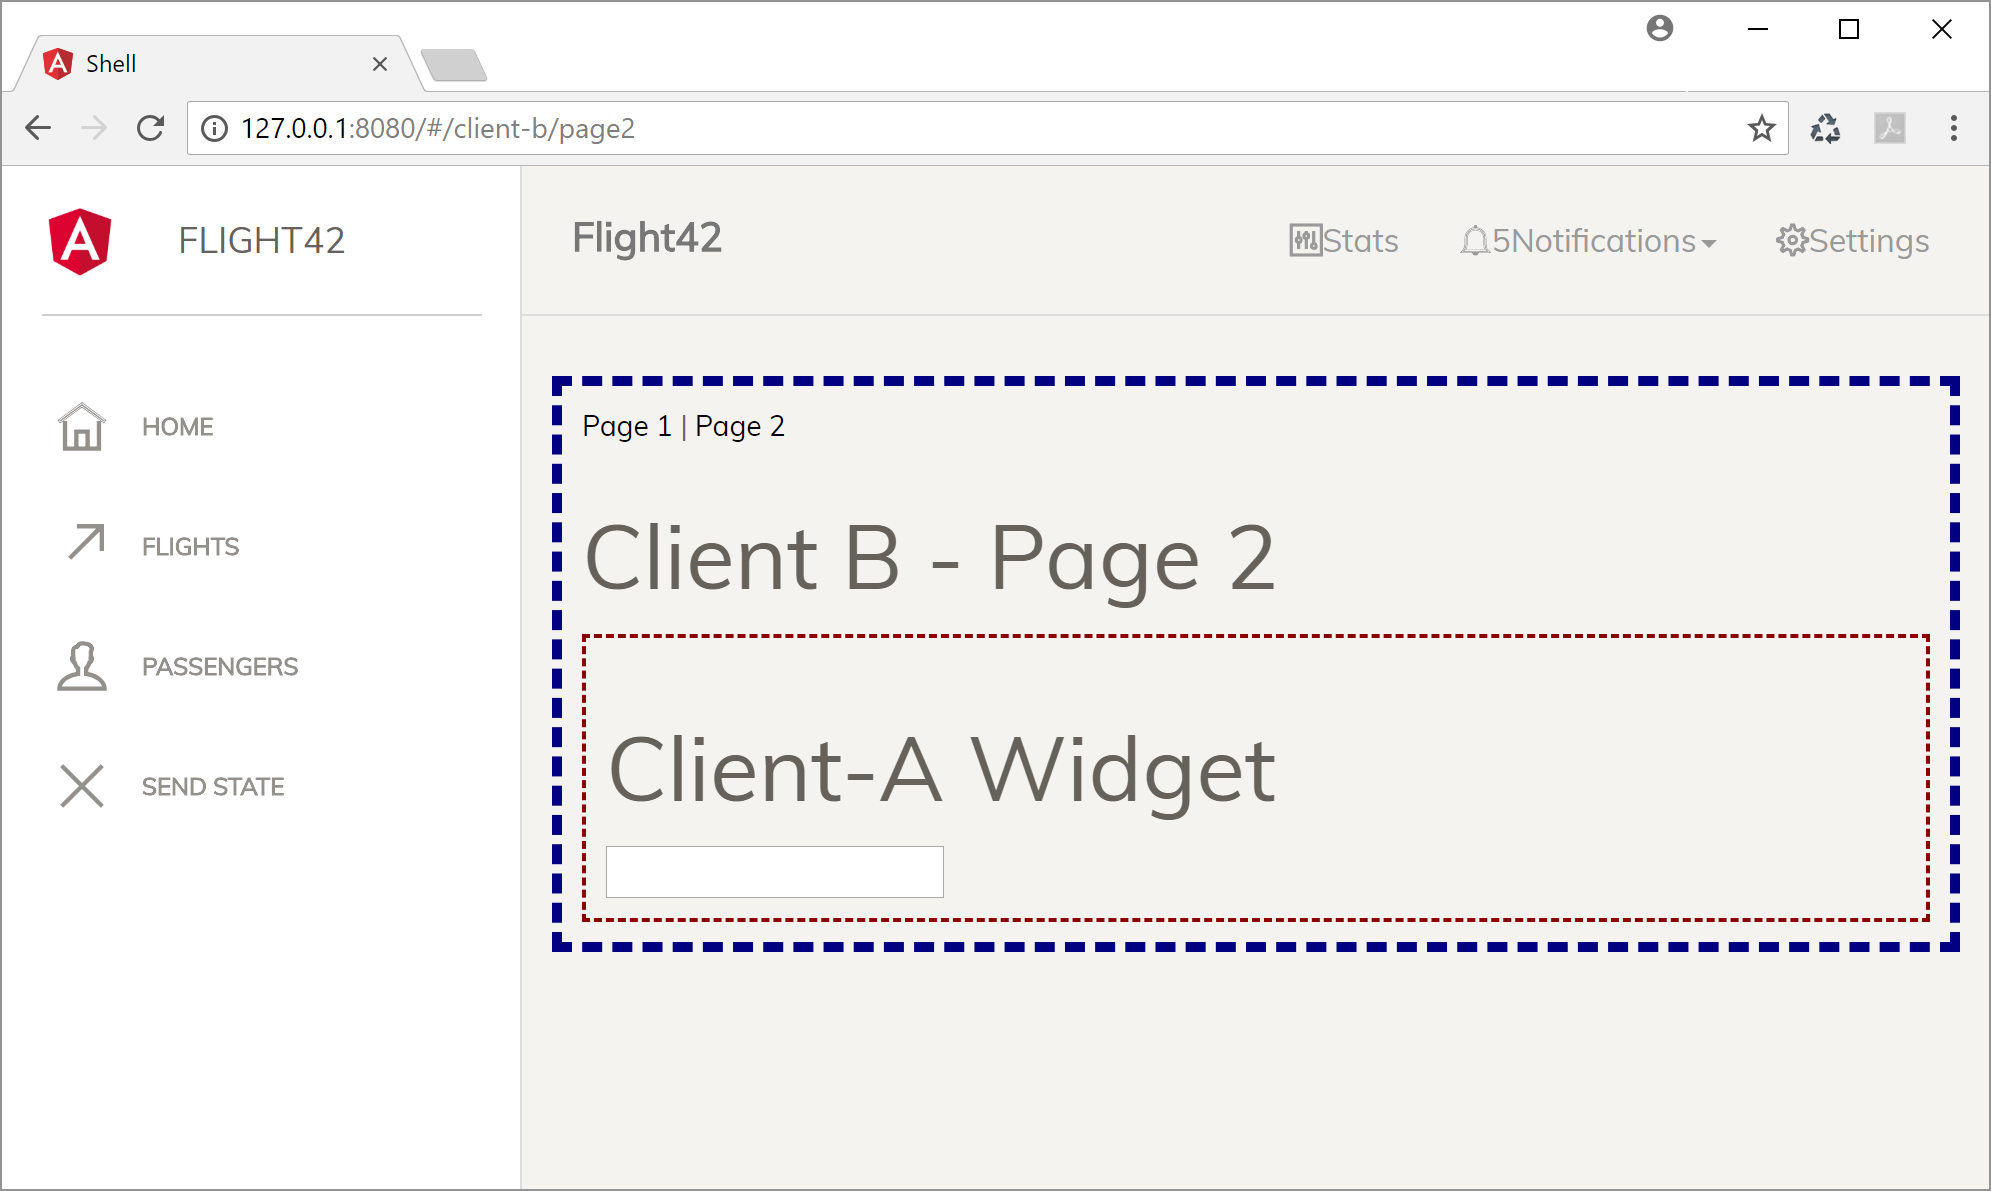 Shell
127.0.0.1:8080/#/client-b/page2
FLIGHT42
Flight42
Stats
5Notifications
Settings
HOME
FLIGHTS
PASSENGERS
SEND STATE
Page 1 | Page 2
Client B - Page 2
Client-A Widget